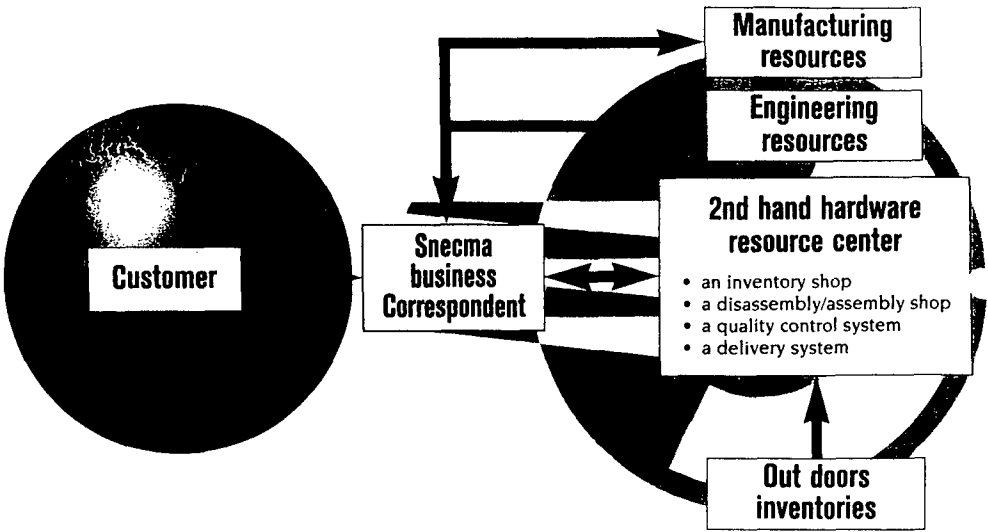 Manufacturing
resources
Engineering
resources
2nd hand hardware
resource center
• an inventory shop
• a disassembly/assembly shop
• a quality control system
• a delivery system
Snecma
business
Correspondent
Customer
Out doors
inventories